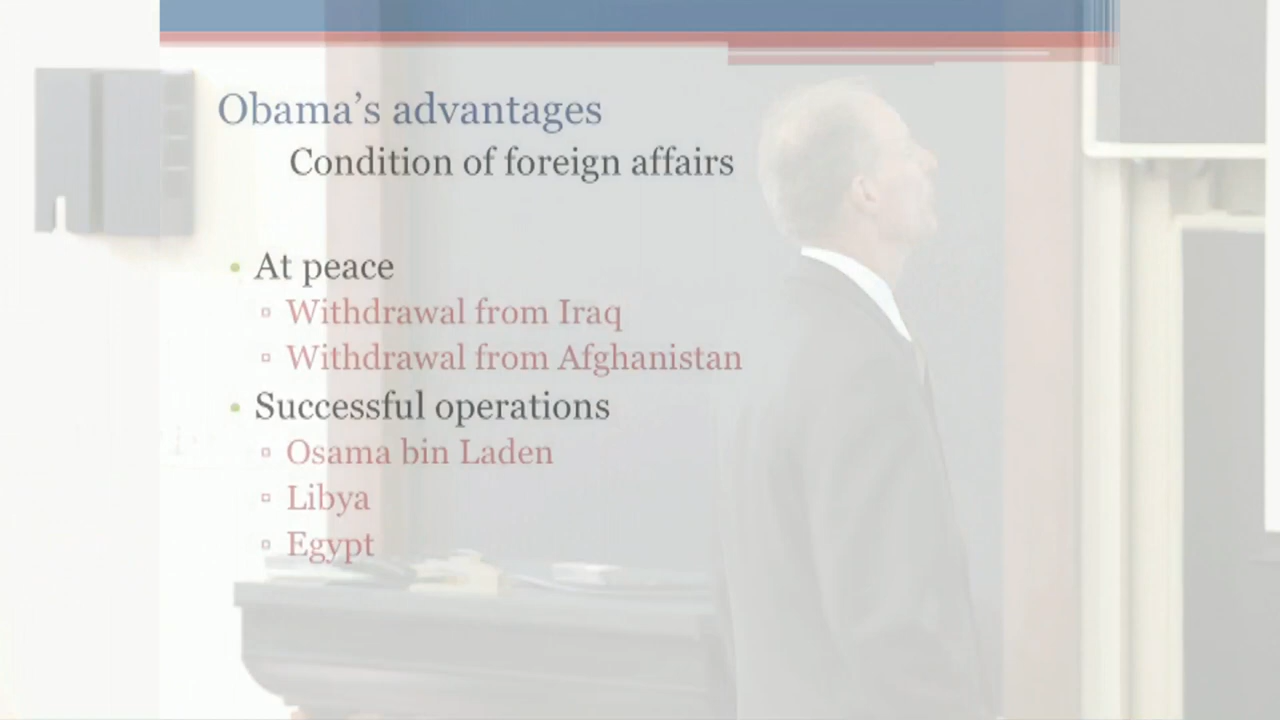 Obama's advantages
Condition of foreign affairs
• At peace
▫ Withdrawal from Iraq
▫ Withdrawal from Afghanistan
• Successful operations
▫ Osama bin Laden
▫ Libya
▫ Egypt